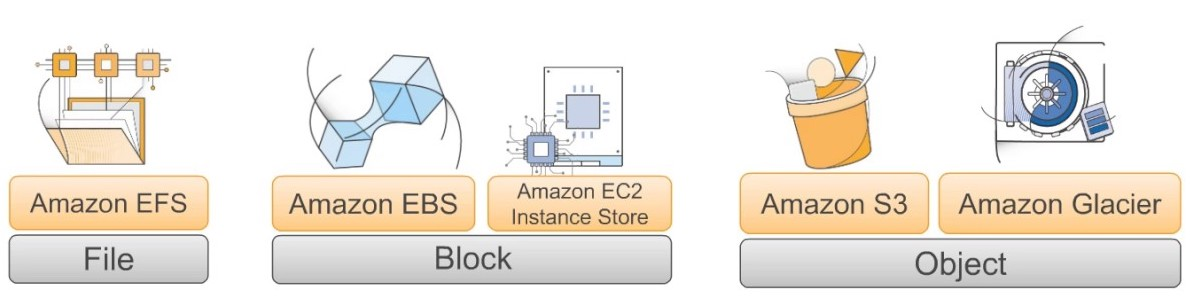 Amazon EFS
File
Amazon EBS
Amazon EC2
Instance Store
Block
Amazon S3
Amazon Glacier
Object